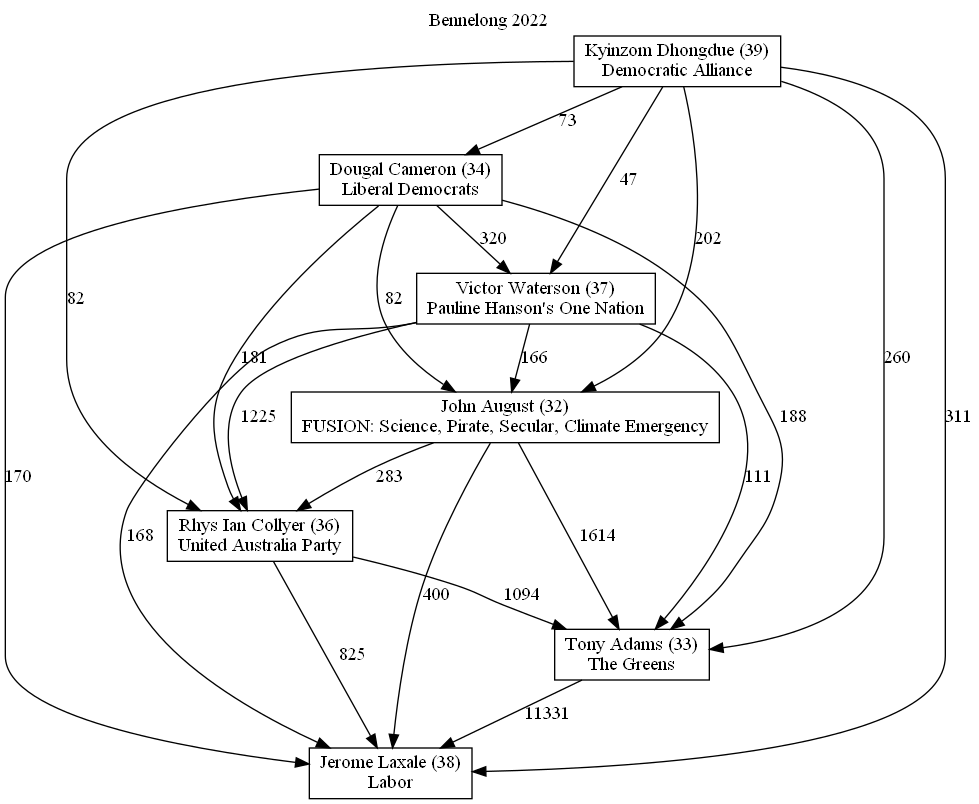 Bennelong 2022
Kyinzom Dhongdue (39)
Democratic Alliance
73
Dougal Cameron (34)
Liberal Democrats
47
320
202
Victor Waterson (37)
Pauline Hanson's One Nation
82
82
181
166
260
John August (32)
FUSION: Science, Pirate, Secular, Climate Emergency
1225
188
311
170
283
111
Rhys Ian Collyer (36)
United Australia Party
168
1614
400
1094
Tony Adams (33)
The Greens
825
11331
Jerome Laxale (38)
Labor